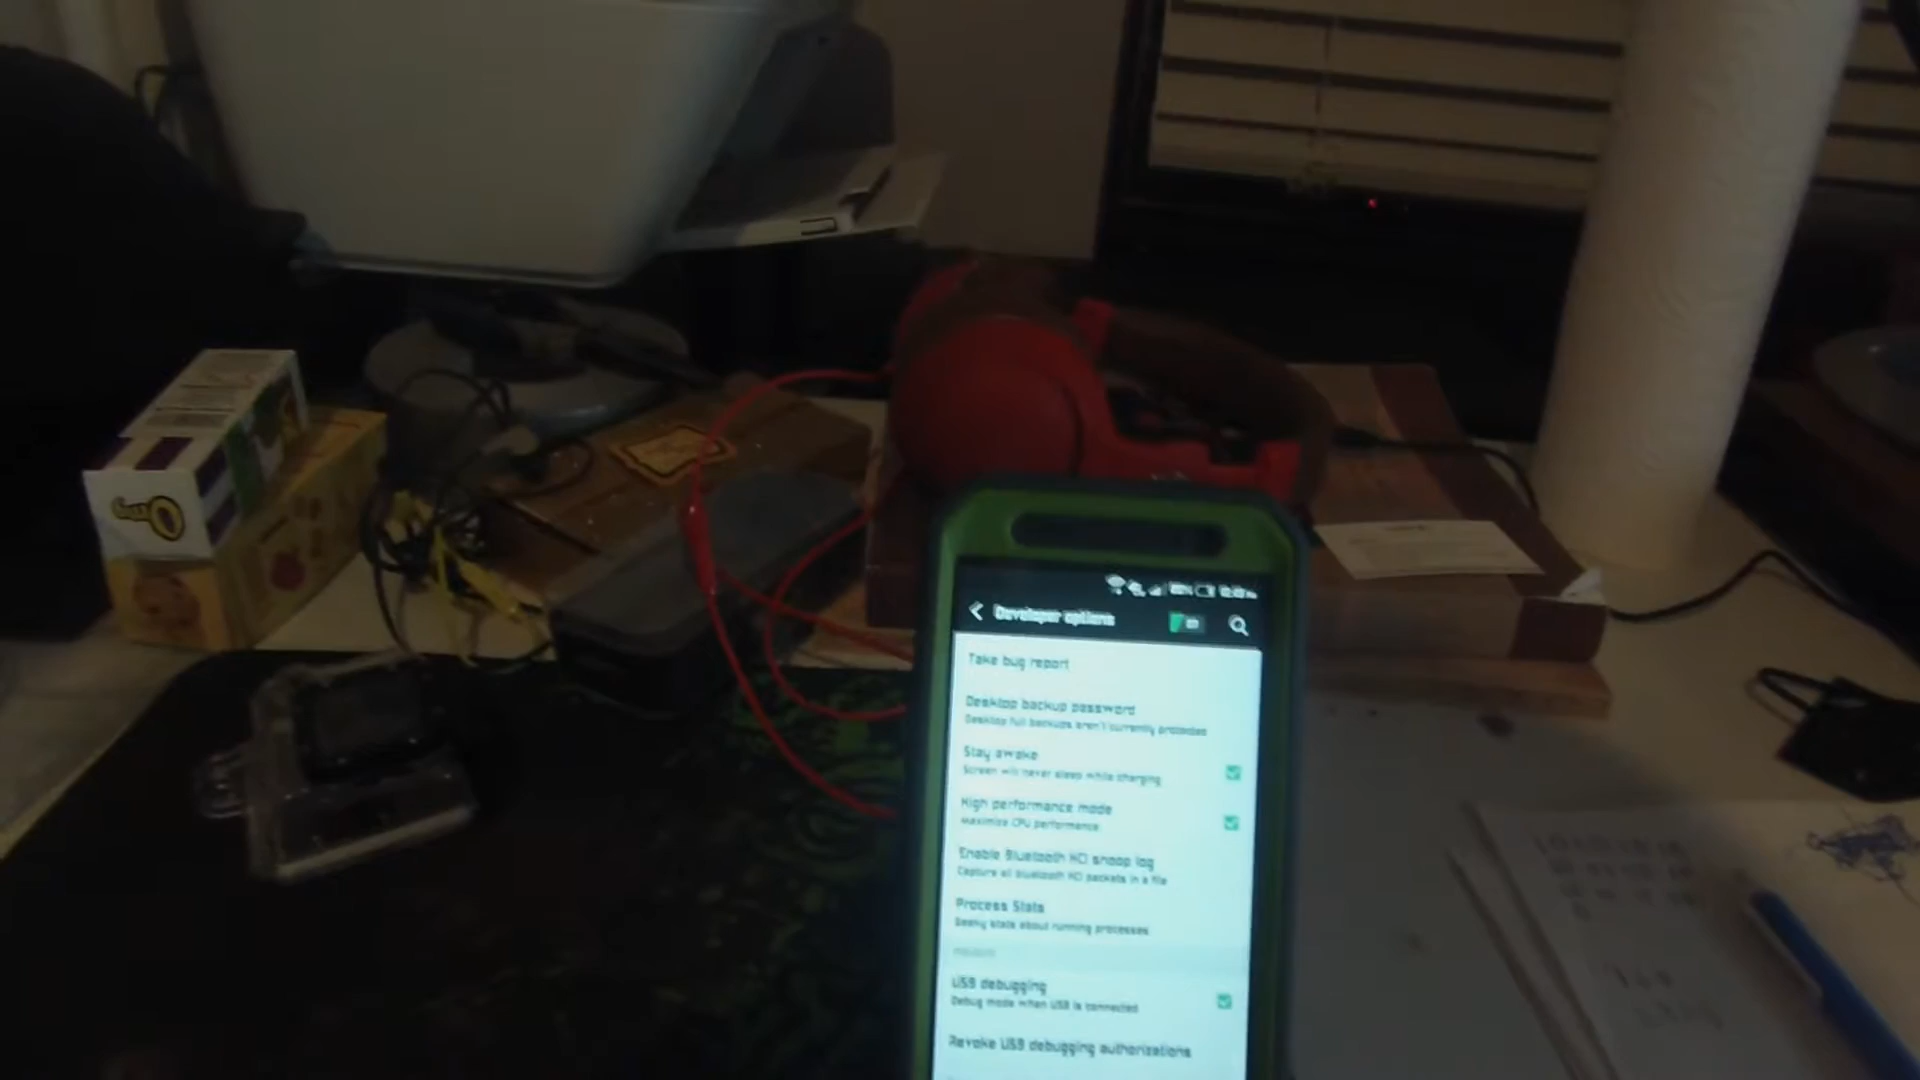 Developer options
Take bug report
Desktop backup password
Desktop full backups aren't currently protected
Stay awake
Screen will never sleep while charging
High performance mode
Maximize CPU performance
Enable Bluetooth HCI snoop log
Capture all bluetooth HCI packets in a file
Process Stats
Geeky stats about running processes
USB debugging
Debug mode when USB is connected
Revoke USB debugging authorizations